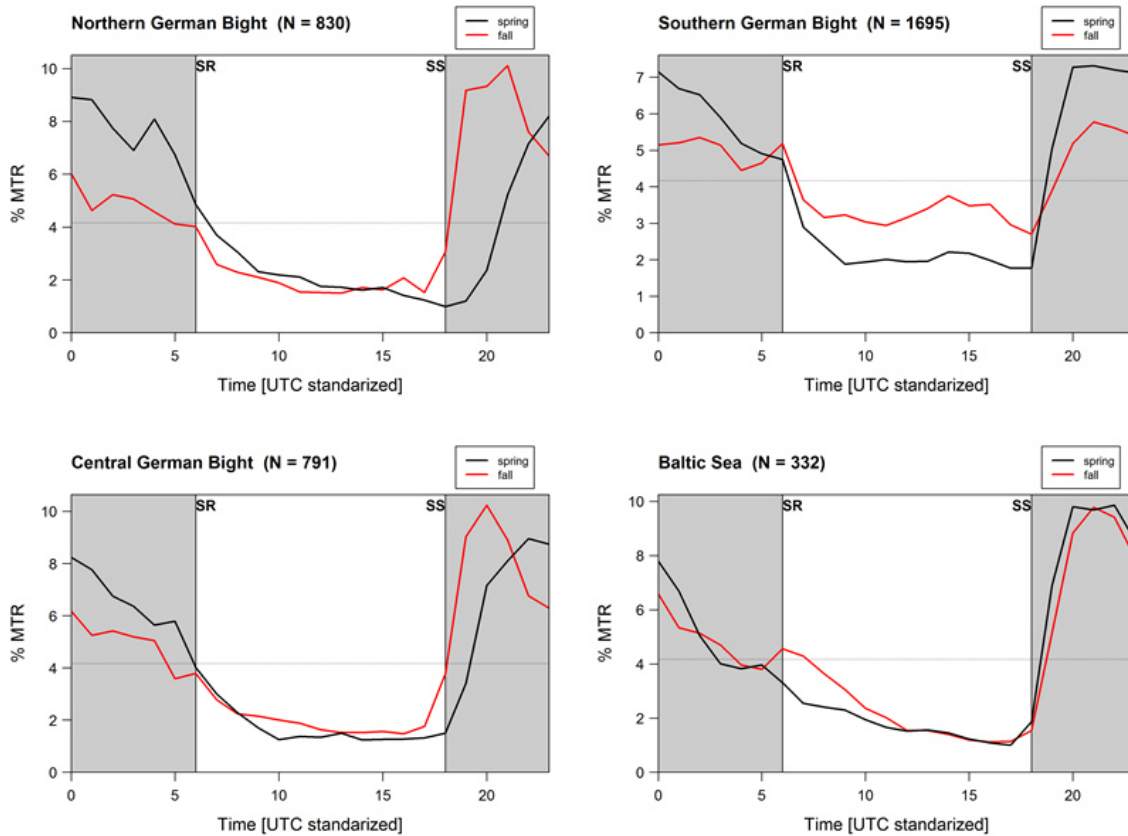 Northern German Bight (N = 830)
spring
fall
SR
SS
10
8
6
4
2
0
% MTR
0 5 10 15 20
Time [UTC standarized]
Southern German Bight (N = 1695)
spring
fall
SR
SS
7
6
5
4
3
2
1
0
% MTR
0 5 10 15 20
Time [UTC standarized]
Central German Bight (N = 791)
spring
fall
SR
SS
10
8
6
4
2
0
% MTR
0 5 10 15 20
Time [UTC standarized]
Baltic Sea (N = 332)
spring
fall
SR
SS
10
8
6
4
2
0
% MTR
0 5 10 15 20
Time [UTC standarized]